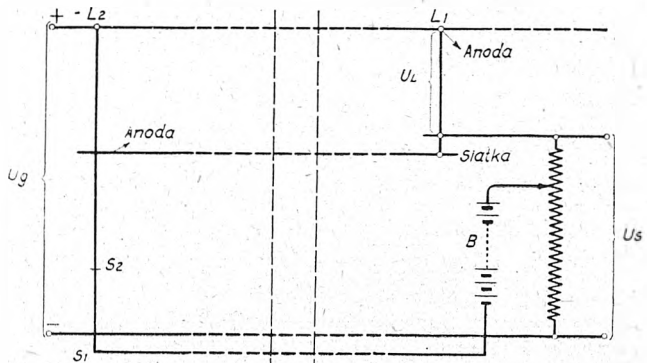 + - L2
L1
Anoda
UL
Anoda
Siatka
Ug
B
Us
S2
–
S1